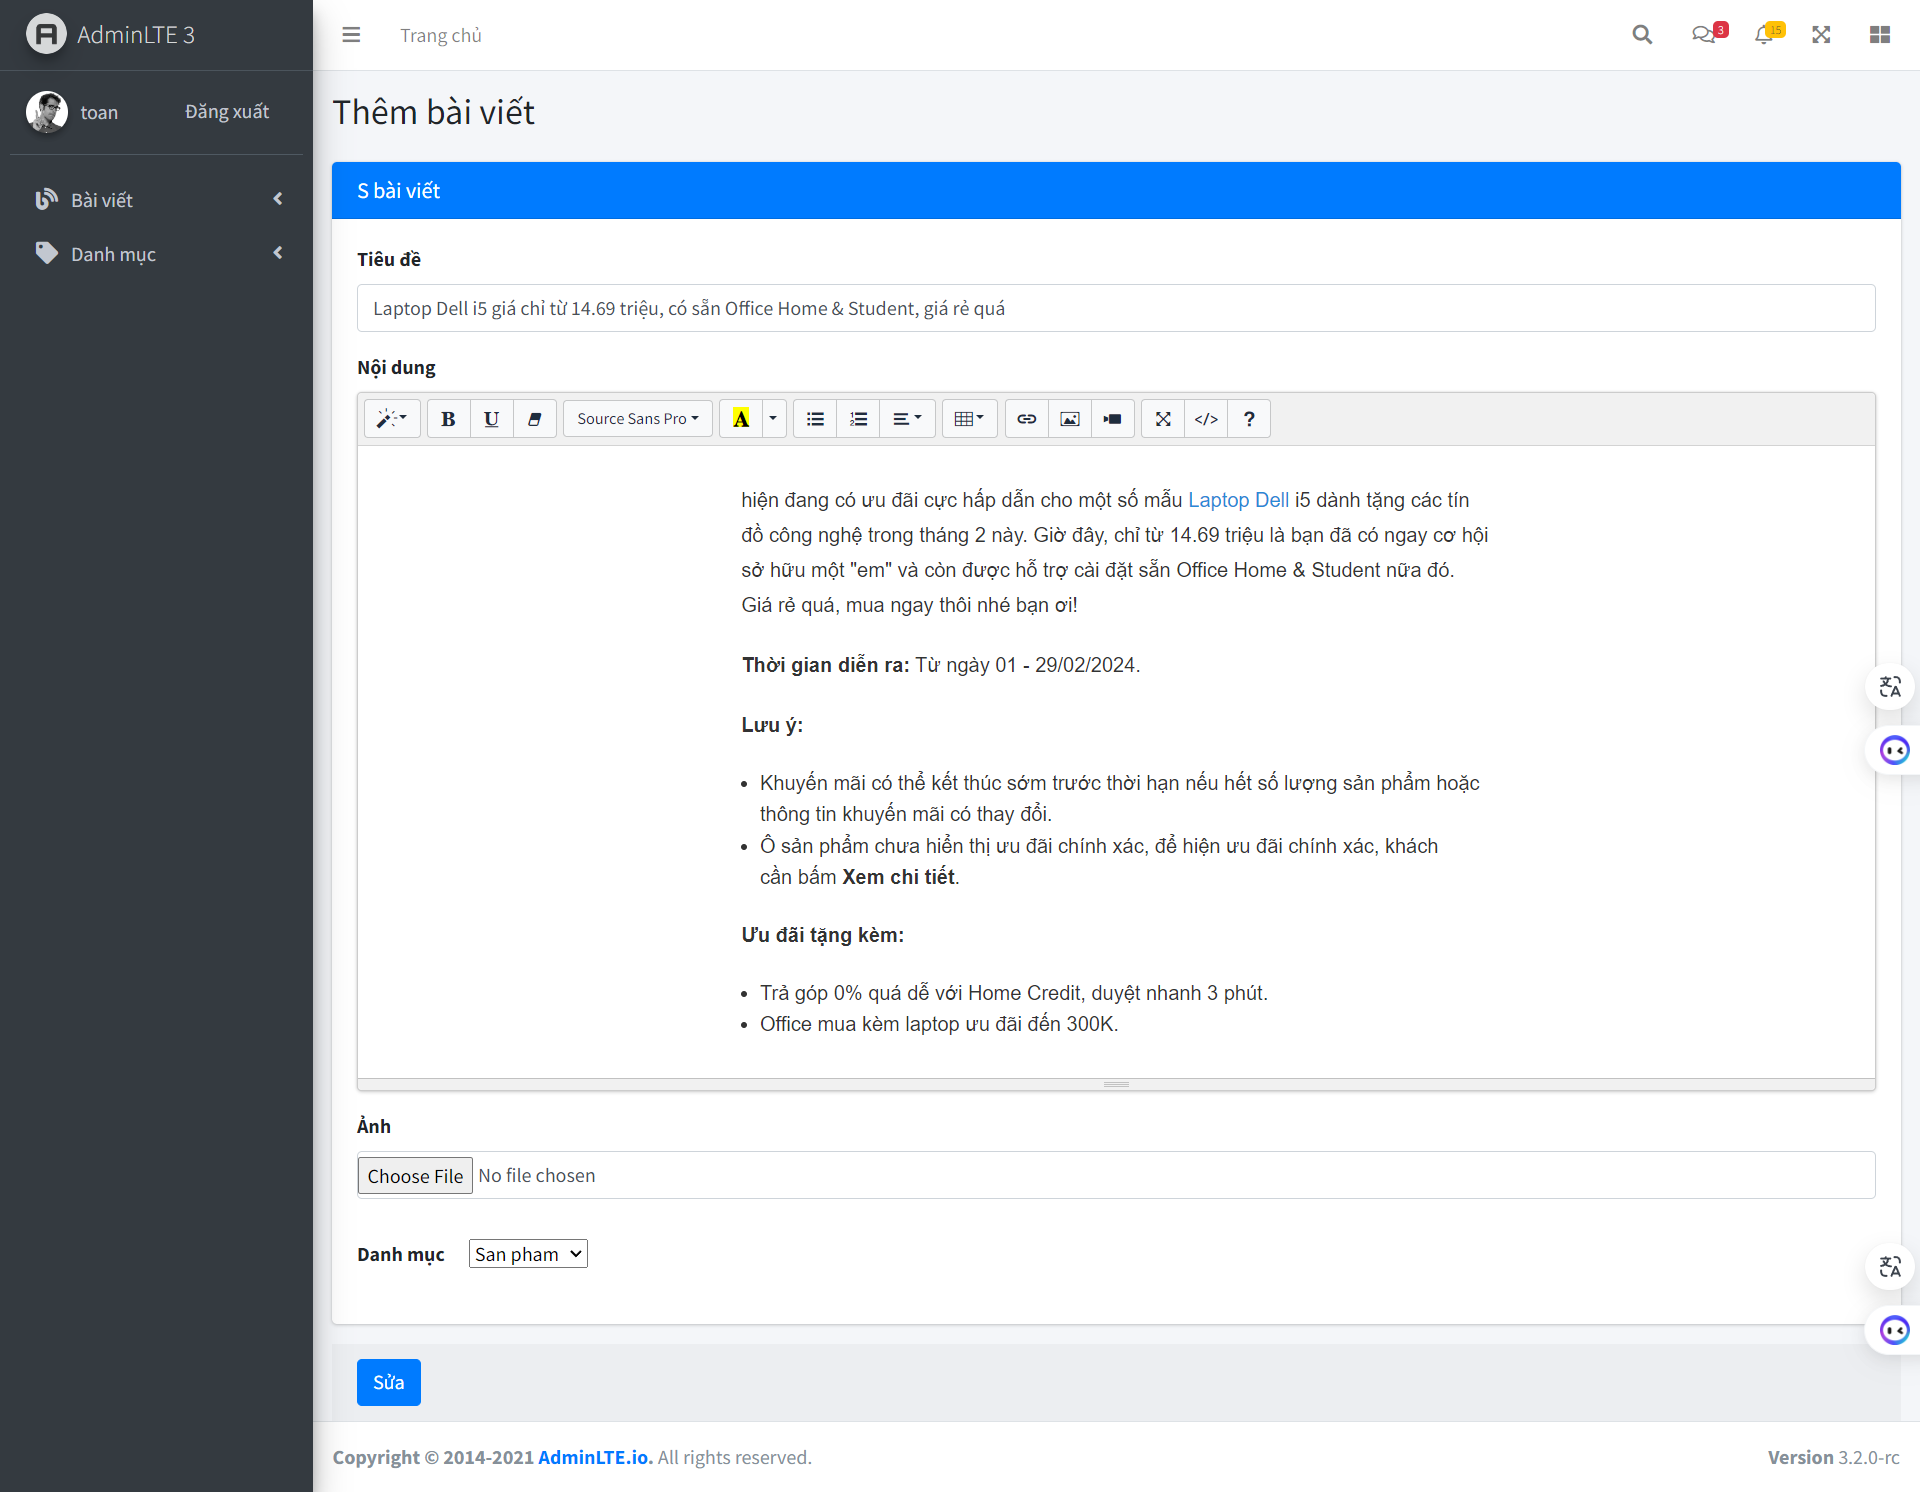 AdminLTE 3
Trang chủ
3
15
toan
Đăng xuất
Bài viết
Danh mục
Thêm bài viết
S bài viết
Tiêu đề
Laptop Dell i5 giá chỉ từ 14.69 triệu, có sẵn Office Home & Student, giá rẻ quá
Nội dung
B U Source Sans Pro A </> ?
hiện đang có ưu đãi cực hấp dẫn cho một số mẫu Laptop Dell i5 dành tặng các tín
đồ công nghệ trong tháng 2 này. Giờ đây, chỉ từ 14.69 triệu là bạn đã có ngay cơ hội
sở hữu một "em" và còn được hỗ trợ cài đặt sẵn Office Home & Student nữa đó.
Giá rẻ quá, mua ngay thôi nhé bạn ơi!
Thời gian diễn ra: Từ ngày 01 - 29/02/2024.
Lưu ý:
• Khuyến mãi có thể kết thúc sớm trước thời hạn nếu hết số lượng sản phẩm hoặc
thông tin khuyến mãi có thay đổi.
• Ô sản phẩm chưa hiển thị ưu đãi chính xác, để hiện ưu đãi chính xác, khách
cần bấm Xem chi tiết.
Ưu đãi tặng kèm:
• Trả góp 0% quá dễ với Home Credit, duyệt nhanh 3 phút.
• Office mua kèm laptop ưu đãi đến 300K.
Ảnh
Choose File No file chosen
Danh mục San pham
Sửa
Copyright © 2014-2021 AdminLTE.io. All rights reserved.
Version 3.2.0-rc